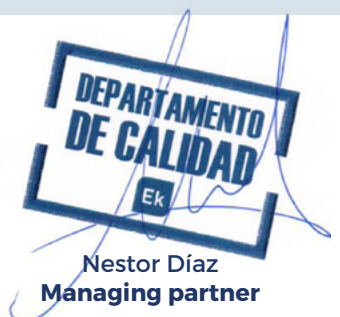 DEPARTAMENTO
DE CALIDAD
Ek
Nestor Díaz
Managing partner